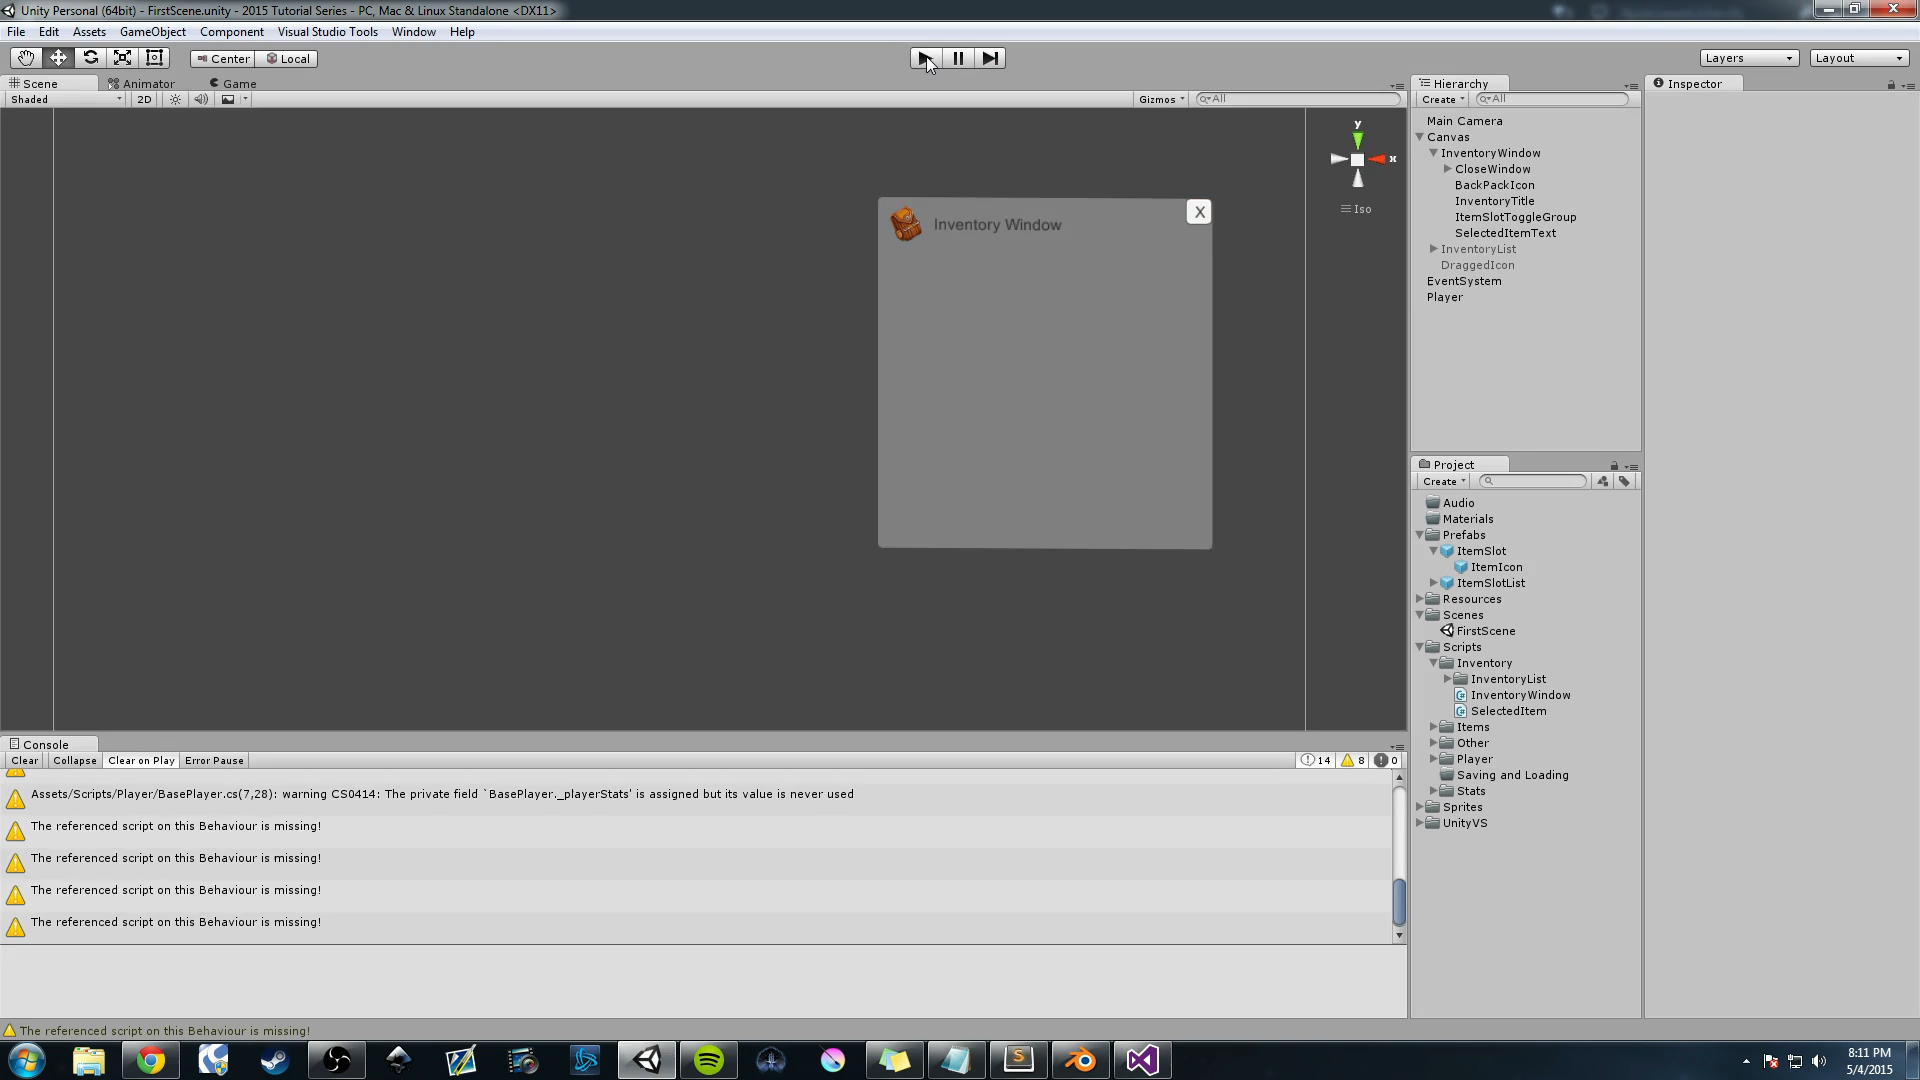 Unity Personal (64bit) - FirstScene.unity - 2015 Tutorial Series - PC, Mac & Linux Standalone <DX11>
File Edit Assets GameObject Component Visual Studio Tools Window Help
Center Local Layers Layout
Scene Animator Game Hierarchy Inspector
Shaded 2D Gizmos All Create All
Main Camera
Canvas
InventoryWindow
CloseWindow
BackPackIcon
InventoryTitle
ItemSlotToggleGroup
SelectedItemText
InventoryList
DraggedIcon
EventSystem
Player
y
x
Iso
Inventory Window X
Project
Create
Audio
Materials
Prefabs
ItemSlot
ItemIcon
ItemSlotList
Resources
Scenes
FirstScene
Scripts
Inventory
InventoryList
InventoryWindow
SelectedItem
Items
Other
Player
Saving and Loading
Stats
Sprites
UnityVS
Console
Clear Collapse Clear on Play Error Pause 14 8 0
Assets/Scripts/Player/BasePlayer.cs(7,28): warning CS0414: The private field `BasePlayer._playerStats' is assigned but its value is never used
The referenced script on this Behaviour is missing!
The referenced script on this Behaviour is missing!
The referenced script on this Behaviour is missing!
The referenced script on this Behaviour is missing!
The referenced script on this Behaviour is missing!
8:11 PM
5/4/2015